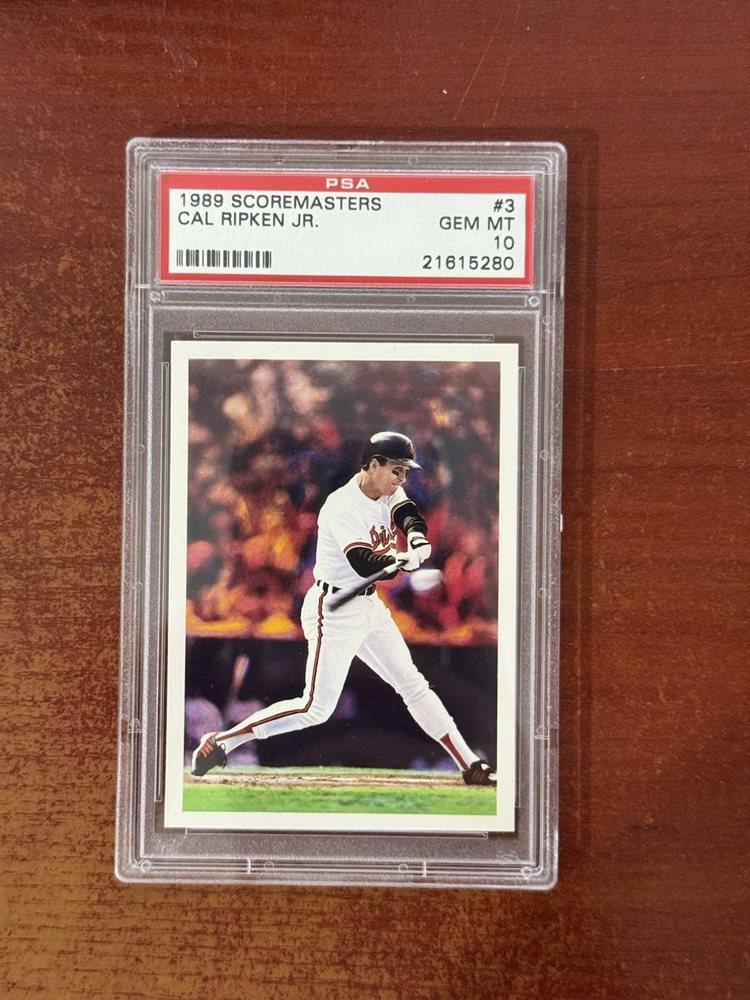 PSA
1989 SCOREMASTERS #3
CAL RIPKEN JR. GEM MT
10
21615280